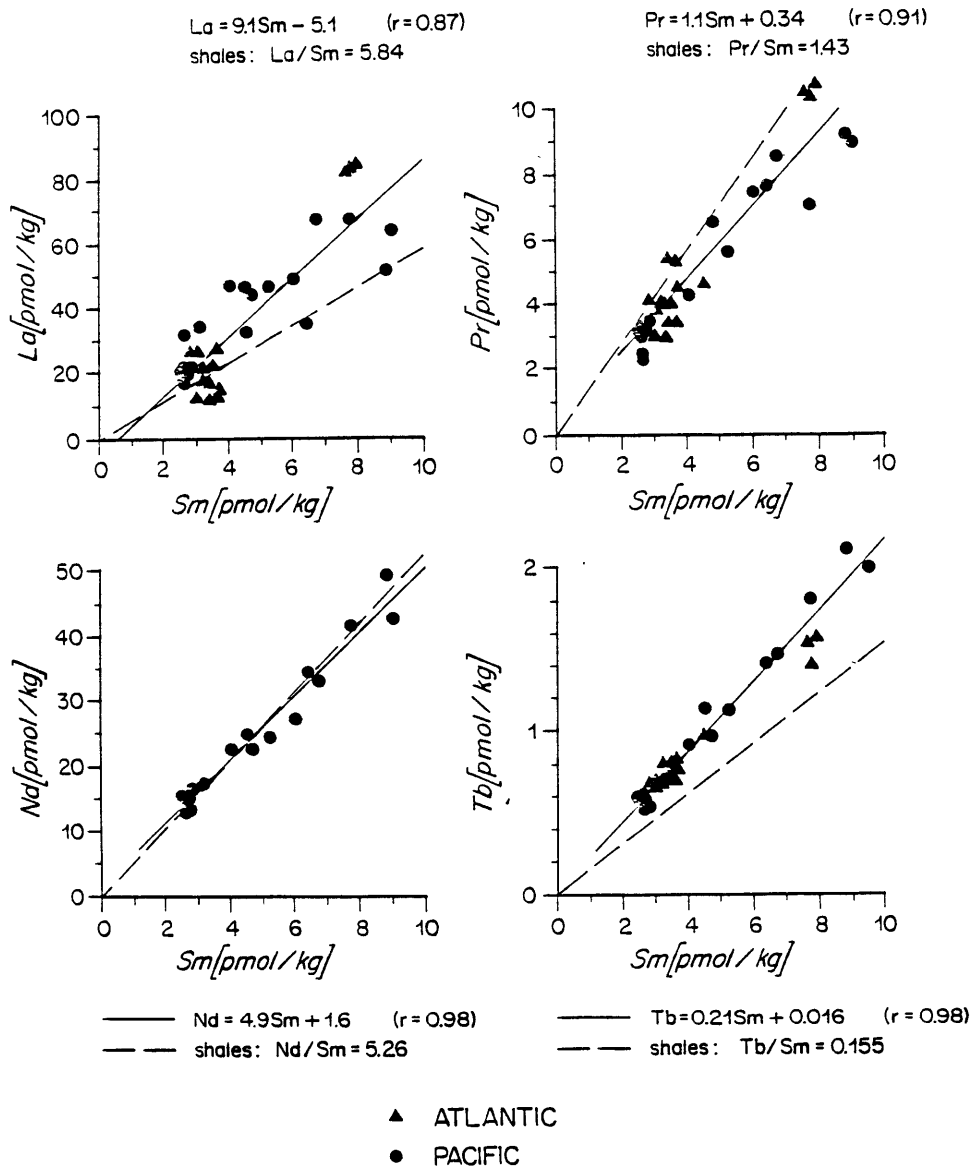 La = 9.1Sm – 5.1 (r = 0.87)
shales: La/Sm = 5.84
Pr = 1.1Sm + 0.34 (r = 0.91)
shales: Pr/Sm = 1.43
100
80
60
40
20
0
La[pmol/kg]
0 2 4 6 8 10
Sm[pmol/kg]
10
8
6
4
2
0
Pr[pmol/kg]
0 2 4 6 8 10
Sm[pmol/kg]
50
40
30
20
10
0
Nd[pmol/kg]
0 2 4 6 8 10
Sm[pmol/kg]
2
1
0
Tb[pmol/kg]
0 2 4 6 8 10
Sm[pmol/kg]
Nd = 4.9Sm + 1.6 (r = 0.98)
shales: Nd/Sm = 5.26
Tb = 0.21Sm + 0.016 (r = 0.98)
shales: Tb/Sm = 0.155
ATLANTIC
PACIFIC